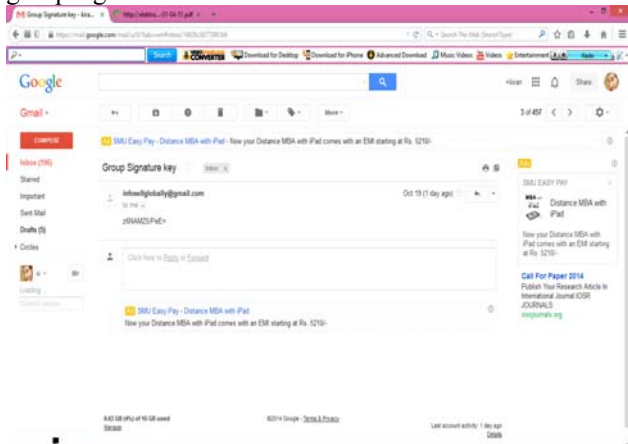 Group Signature key - kira...
Search
CONVERTER
Download for Desktop
Download for iPhone
Advanced Download
Music Videos
Videos
Entertainment
Google
+kiran
Share
Gmail
More
3 of 457
COMPOSE
SMU Easy Pay - Distance MBA with iPad - Now your Distance MBA with iPad comes with an EMI starting at Rs. 5210/-
Inbox (196)
Starred
Important
Sent Mail
Drafts (5)
Circles
Group Signature key
Inbox x
infosellglobally@gmail.com
Oct 19 (1 day ago)
to me
Click here to Reply or Forward
SMU Easy Pay - Distance MBA with iPad
Now your Distance MBA with iPad comes with an EMI starting at Rs. 5210/-
SMU EASY PAY
Distance MBA with
iPad
Now your Distance MBA with
iPad comes with an EMI starting
at Rs. 5210/-
Call For Paper 2014
Publish Your Research Article In
International Journal IOSR
JOURNALS
iosrjournals.org
Loading
Search people...
©2014 Google - Terms & Privacy
Manage
Last account activity: 1 day ago
Details